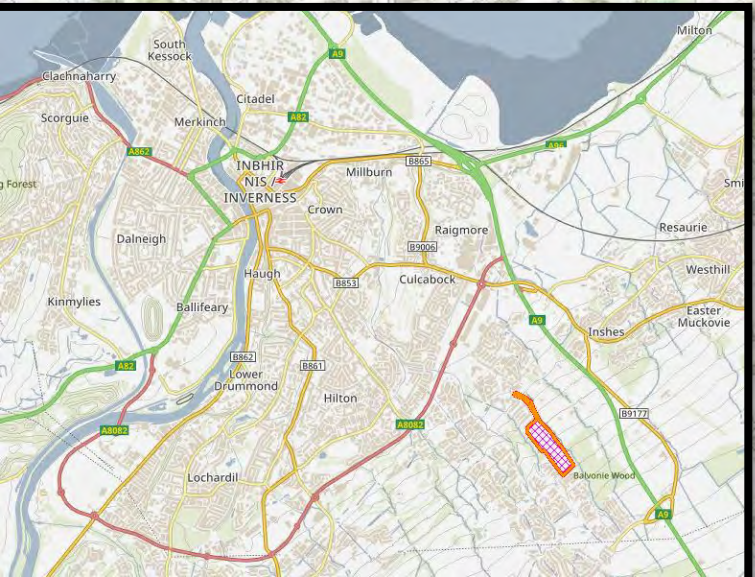 South
Kessock
Milton
A9
Clachnaharry
Citadel
Scorguie
Merkinch
A82
A96
A862
INBHIR
NIS /
INVERNESS
B865
Millburn
g Forest
Smi
Crown
Raigmore
Resaurie
Dalneigh
B9006
Haugh
B853
Culcabock
Westhill
Kinmylies
Ballifeary
Easter
Muckovie
A9
Inshes
B862
A82
Lower
Drummond
B861
Hilton
B9177
A8082
A8082
Lochardil
Balvonie Wood
A9